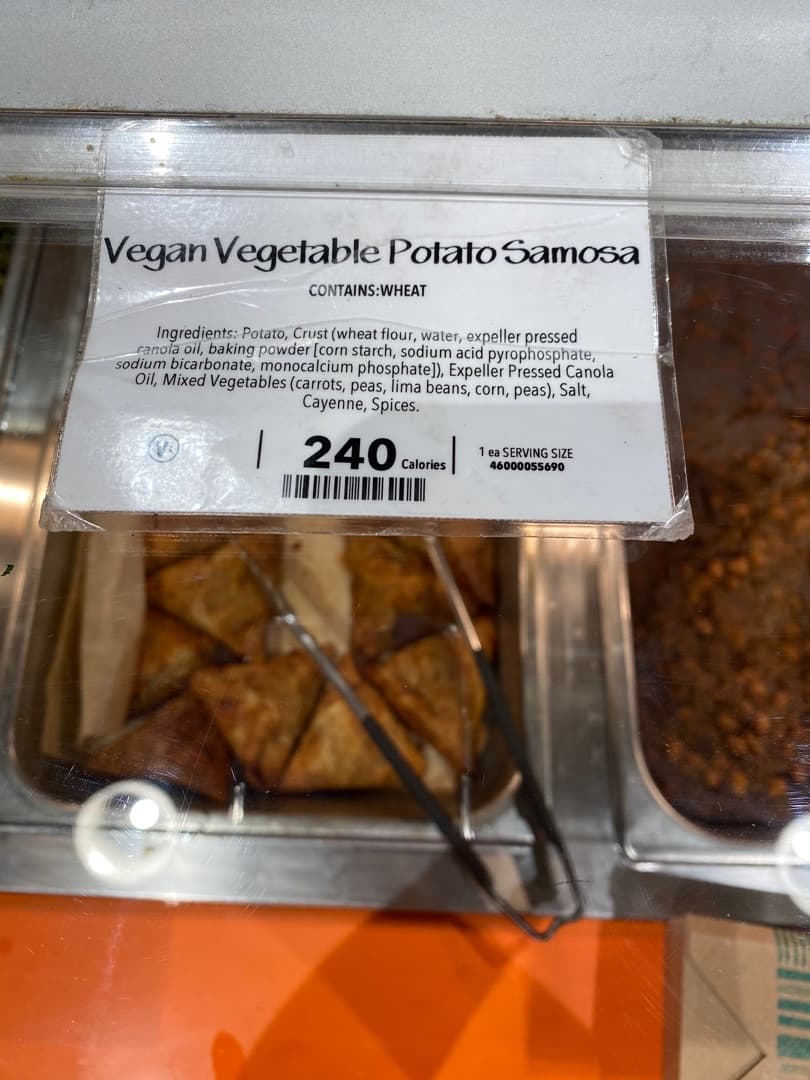 Vegan Vegetable Potato Samosa
CONTAINS:WHEAT
Ingredients: Potato, Crust (wheat flour, water, expeller pressed
canola oil, baking powder [corn starch, sodium acid pyrophosphate,
sodium bicarbonate, monocalcium phosphate]), Expeller Pressed Canola
Oil, Mixed Vegetables (carrots, peas, lima beans, corn, peas), Salt,
Cayenne, Spices.
240 Calories
1 ea SERVING SIZE
46000055690